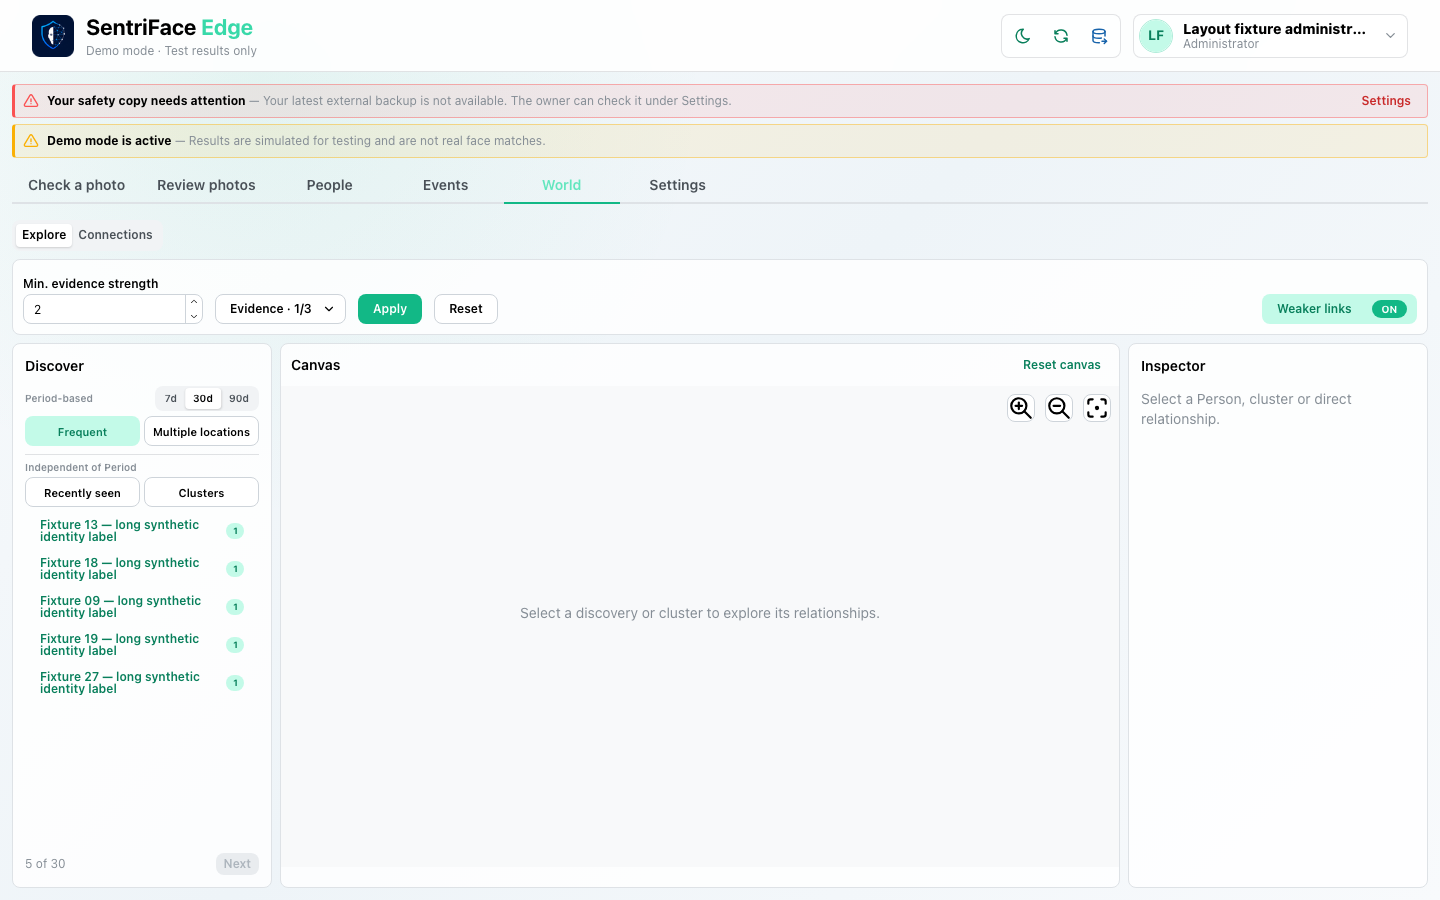 SentriFace Edge
Demo mode · Test results only
LF
Layout fixture administr...
Administrator
Your safety copy needs attention — Your latest external backup is not available. The owner can check it under Settings.
Settings
Demo mode is active — Results are simulated for testing and are not real face matches.
Check a photo
Review photos
People
Events
World
Settings
Explore
Connections
Min. evidence strength
2
Evidence · 1/3
Apply
Reset
Weaker links
ON
Discover
Period-based
7d
30d
90d
Frequent
Multiple locations
Independent of Period
Recently seen
Clusters
Fixture 13 — long synthetic
identity label
1
Fixture 18 — long synthetic
identity label
1
Fixture 09 — long synthetic
identity label
1
Fixture 19 — long synthetic
identity label
1
Fixture 27 — long synthetic
identity label
1
5 of 30
Next
Canvas
Reset canvas
Select a discovery or cluster to explore its relationships.
Inspector
Select a Person, cluster or direct
relationship.